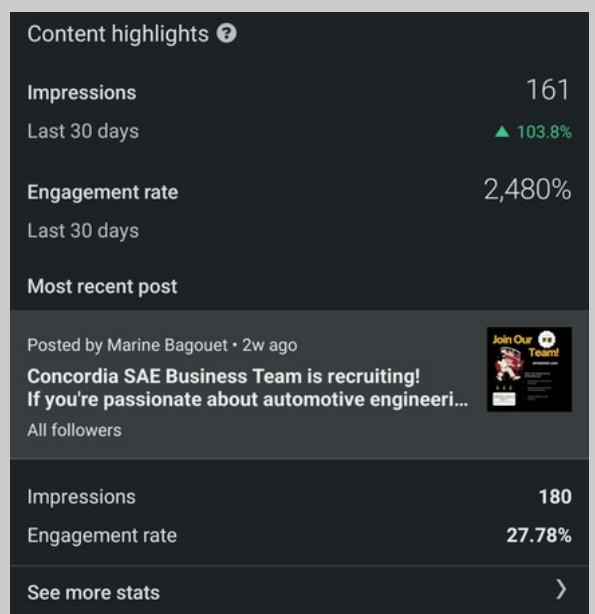 Content highlights ?
Impressions 161
Last 30 days ▲ 103.8%
Engagement rate 2,480%
Last 30 days
Most recent post
Posted by Marine Bagouet • 2w ago
Concordia SAE Business Team is recruiting!
If you're passionate about automotive engineeri...
All followers
Join Our
Team!
Impressions 180
Engagement rate 27.78%
See more stats